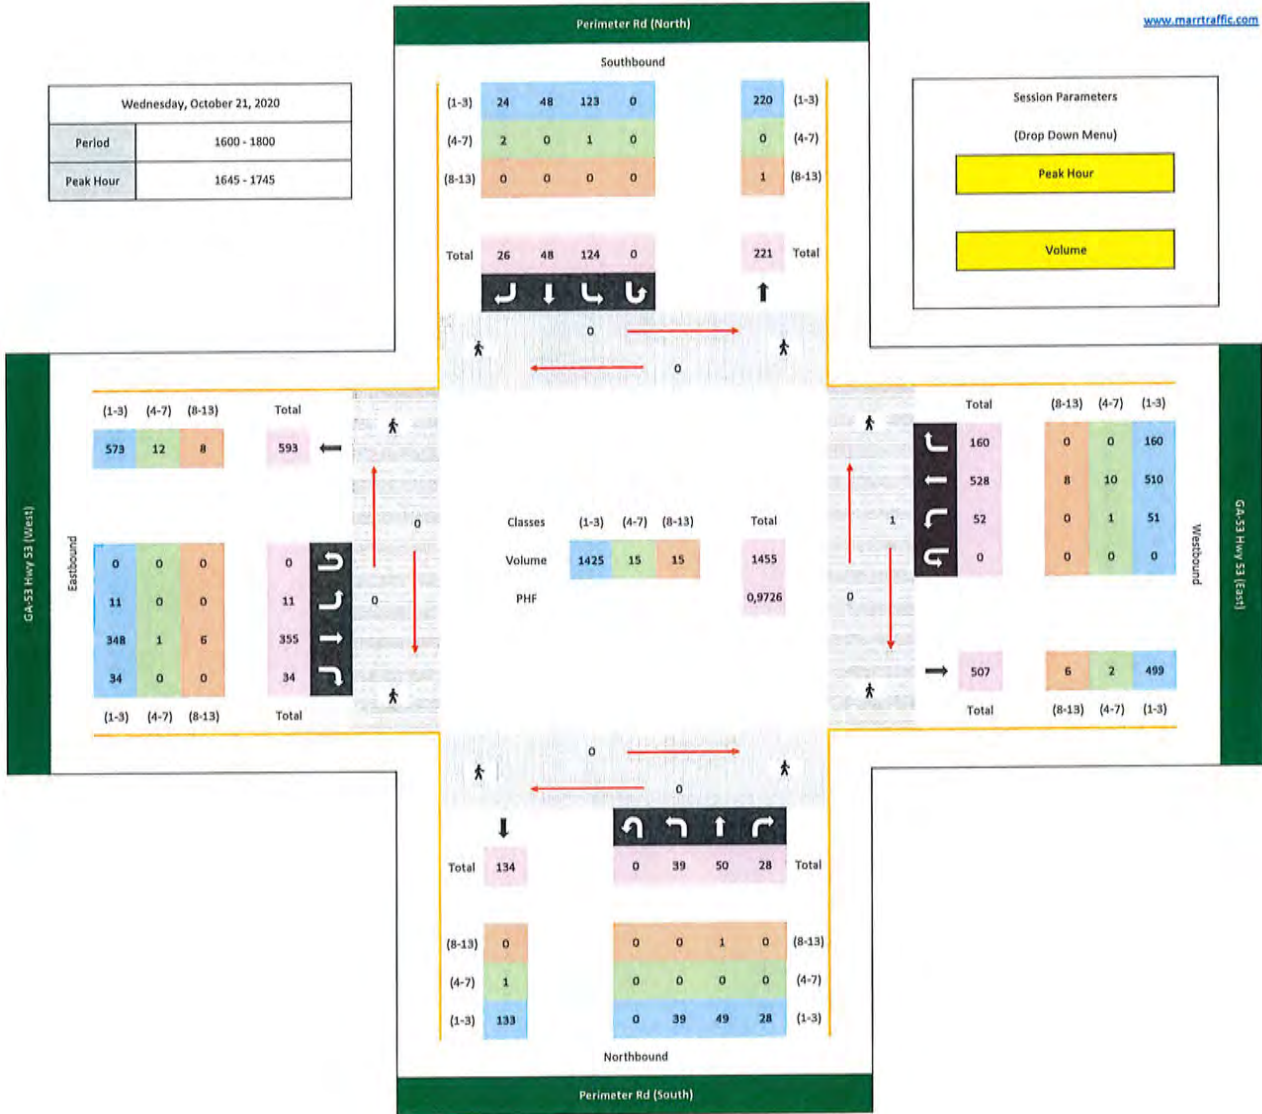 Perimeter Rd (North)
www.marrtraffic.com
Southbound
Wednesday, October 21, 2020
Period 1600 - 1800
Peak Hour 1645 - 1745
(1-3) 24 48 123 0 220 (1-3)
(4-7) 2 0 1 0 0 (4-7)
(8-13) 0 0 0 0 1 (8-13)
Total 26 48 124 0 221 Total
Session Parameters
(Drop Down Menu)
Peak Hour
Volume
0
0
(1-3) (4-7) (8-13) Total
573 12 8 593
Total (8-13) (4-7) (1-3)
160 0 0 160
528 8 10 510
52 0 1 51
0 0 0 0
GA-53 Hwy 53 (West)
Eastbound
0 0 0 0
11 0 0 11
348 1 6 355
34 0 0 34
(1-3) (4-7) (8-13) Total
0
0
Classes (1-3) (4-7) (8-13) Total
Volume 1425 15 15 1455
PHF 0,9726
1
0
Westbound
GA-53 Hwy 53 (East)
507 6 2 499
Total (8-13) (4-7) (1-3)
0
0
Total 134 0 39 50 28 Total
(8-13) 0 0 0 1 0 (8-13)
(4-7) 1 0 0 0 0 (4-7)
(1-3) 133 0 39 49 28 (1-3)
Northbound
Perimeter Rd (South)